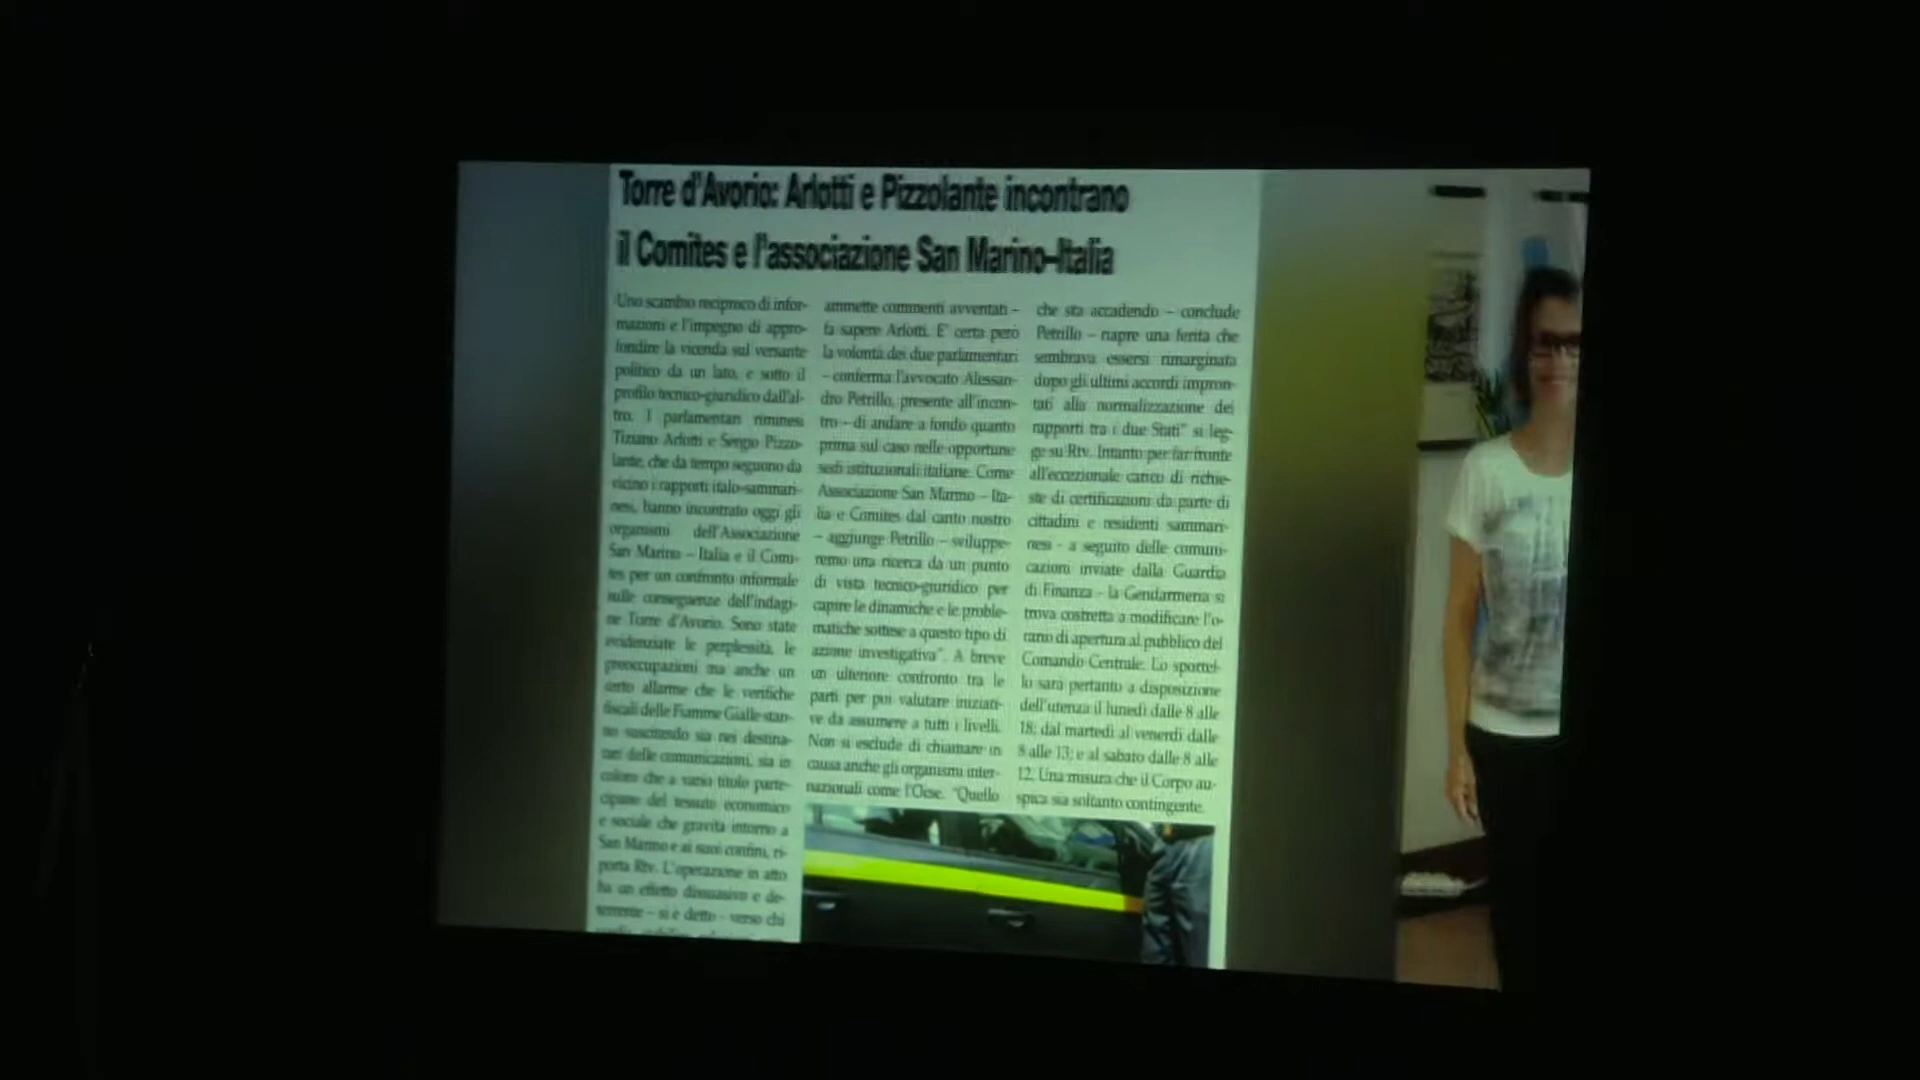 Torre d'Avorio: Arlotti e Pizzolante incontrano
il Comites e l'associazione San Marino-Italia
Uno scambio reciproco di infor-
mazioni e l'impegno di appro-
fondire la vicenda sul versante
politico da un lato, e sotto il
profilo tecnico-giuridico dall'al-
tro. I parlamentari riminesi
Tiziano Arlotti e Sergio Pizzo-
lante, che da tempo seguono da
vicino i rapporti italo-sammari-
nesi, hanno incontrato oggi gli
organismi dell'Associazione
San Marino – Italia e il Comi-
tes per un confronto informale
sulle conseguenze dell'indagi-
ne Torre d'Avorio. Sono state
evidenziate le perplessità, le
preoccupazioni ma anche un
certo allarme che le verifiche
fiscali delle Fiamme Gialle stan-
no suscitando sia nei destina-
tari delle comunicazioni, sia in
coloro che a vario titolo parte-
cipano del tessuto economico
e sociale che gravita intorno a
San Marino e ai suoi confini, ri-
porta Rtv. L'operazione in atto
ha un effetto dissuasivo e de-
terrente – si è detto - verso chi
ammette commenti avventati –
fa sapere Arlotti. E' certa però
la volontà dei due parlamentari
– conferma l'avvocato Alessan-
dro Petrillo, presente all'incon-
tro – di andare a fondo quanto
prima sul caso nelle opportune
sedi istituzionali italiane. Come
Associazione San Marino – Ita-
lia e Comites dal canto nostro
– aggiunge Petrillo – sviluppe-
remo una ricerca da un punto
di vista tecnico-giuridico per
capire le dinamiche e le proble-
matiche sottese a questo tipo di
azione investigativa". A breve
un ulteriore confronto tra le
parti per poi valutare iniziati-
ve da assumere a tutti i livelli.
Non si esclude di chiamare in
causa anche gli organismi inter-
nazionali come l'Ocse. "Quello
che sta accadendo – conclude
Petrillo – riapre una ferita che
sembrava essersi rimarginata
dopo gli ultimi accordi impron-
tati alla normalizzazione dei
rapporti tra i due Stati" si leg-
ge su Rtv. Intanto per far fronte
all'eccezionale carico di richie-
ste di certificazioni da parte di
cittadini e residenti sammari-
nesi - a seguito delle comuni-
cazioni inviate dalla Guardia
di Finanza - la Gendarmeria si
trova costretta a modificare l'o-
rario di apertura al pubblico del
Comando Centrale. Lo sportel-
lo sarà pertanto a disposizione
dell'utenza il lunedì dalle 8 alle
18; dal martedì al venerdì dalle
8 alle 13; e al sabato dalle 8 alle
12. Una misura che il Corpo au-
spica sia soltanto contingente.